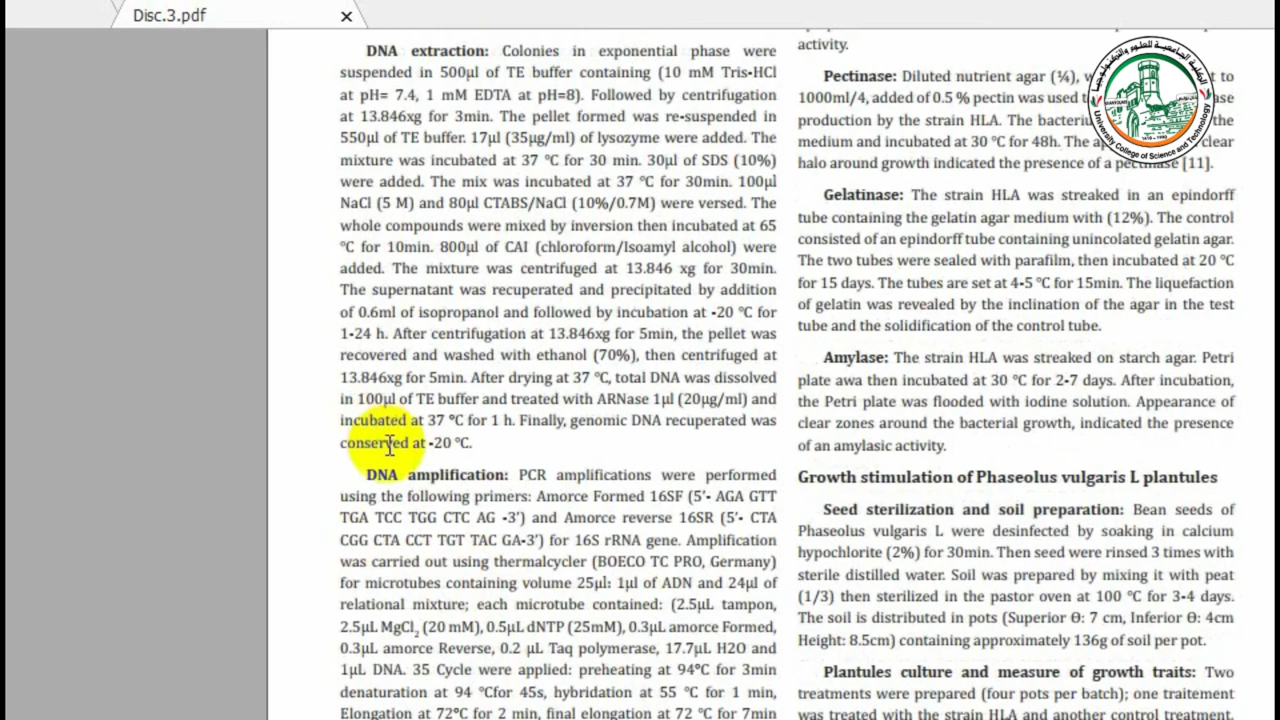 Disc.3.pdf
DNA extraction: Colonies in exponential phase were
suspended in 500µl of TE buffer containing (10 mM Tris-HCl
at pH= 7.4, 1 mM EDTA at pH=8). Followed by centrifugation
at 13.846xg for 3min. The pellet formed was re-suspended in
550µl of TE buffer. 17µl (35µg/ml) of lysozyme were added. The
mixture was incubated at 37 °C for 30 min. 30µl of SDS (10%)
were added. The mix was incubated at 37 °C for 30min. 100µl
NaCl (5 M) and 80µl CTABS/NaCl (10%/0.7M) were versed. The
whole compounds were mixed by inversion then incubated at 65
°C for 10min. 800µl of CAI (chloroform/Isoamyl alcohol) were
added. The mixture was centrifuged at 13.846 xg for 30min.
The supernatant was recuperated and precipitated by addition
of 0.6ml of isopropanol and followed by incubation at -20 °C for
1-24 h. After centrifugation at 13.846xg for 5min, the pellet was
recovered and washed with ethanol (70%), then centrifuged at
13.846xg for 5min. After drying at 37 °C, total DNA was dissolved
in 100µl of TE buffer and treated with ARNase 1µl (20µg/ml) and
incubated at 37 °C for 1 h. Finally, genomic DNA recuperated was
conserved at -20 °C.
DNA amplification: PCR amplifications were performed
using the following primers: Amorce Formed 16SF (5′- AGA GTT
TGA TCC TGG CTC AG -3′) and Amorce reverse 16SR (5′- CTA
CGG CTA CCT TGT TAC GA-3′) for 16S rRNA gene. Amplification
was carried out using thermalcycler (BOECO TC PRO, Germany)
for microtubes containing volume 25µl: 1µl of ADN and 24µl of
relational mixture; each microtube contained: (2.5µL tampon,
2.5µL MgCl₂ (20 mM), 0.5µL dNTP (25mM), 0.3µL amorce Formed,
0.3µL amorce Reverse, 0.2 µL Taq polymerase, 17.7µL H2O and
1µL DNA. 35 Cycle were applied: preheating at 94°C for 3min
denaturation at 94 °Cfor 45s, hybridation at 55 °C for 1 min,
Elongation at 72°C for 2 min, final elongation at 72 °C for 7min
activity.
Pectinase: Diluted nutrient agar (¼), to
1000ml/4, added of 0.5 % pectin was used
production by the strain HLA. The the
medium and incubated at 30 °C for 48h. The clear
halo around growth indicated the presence of a pectinase [11].
Gelatinase: The strain HLA was streaked in an epindorff
tube containing the gelatin agar medium with (12%). The control
consisted of an epindorff tube containing unincolated gelatin agar.
The two tubes were sealed with parafilm, then incubated at 20 °C
for 15 days. The tubes are set at 4-5 °C for 15min. The liquefaction
of gelatin was revealed by the inclination of the agar in the test
tube and the solidification of the control tube.
Amylase: The strain HLA was streaked on starch agar. Petri
plate awa then incubated at 30 °C for 2-7 days. After incubation,
the Petri plate was flooded with iodine solution. Appearance of
clear zones around the bacterial growth, indicated the presence
of an amylasic activity.
Growth stimulation of Phaseolus vulgaris L plantules
Seed sterilization and soil preparation: Bean seeds of
Phaseolus vulgaris L were desinfected by soaking in calcium
hypochlorite (2%) for 30min. Then seed were rinsed 3 times with
sterile distilled water. Soil was prepared by mixing it with peat
(1/3) then sterilized in the pastor oven at 100 °C for 3-4 days.
The soil is distributed in pots (Superior Θ: 7 cm, Inferior Θ: 4cm
Height: 8.5cm) containing approximately 136g of soil per pot.
Plantules culture and measure of growth traits: Two
treatments were prepared (four pots per batch); one traitement
was treated with the strain HLA and another control treatment.
الكلية الجامعية للعلوم والتكنولوجيا
University College of Science and Technology